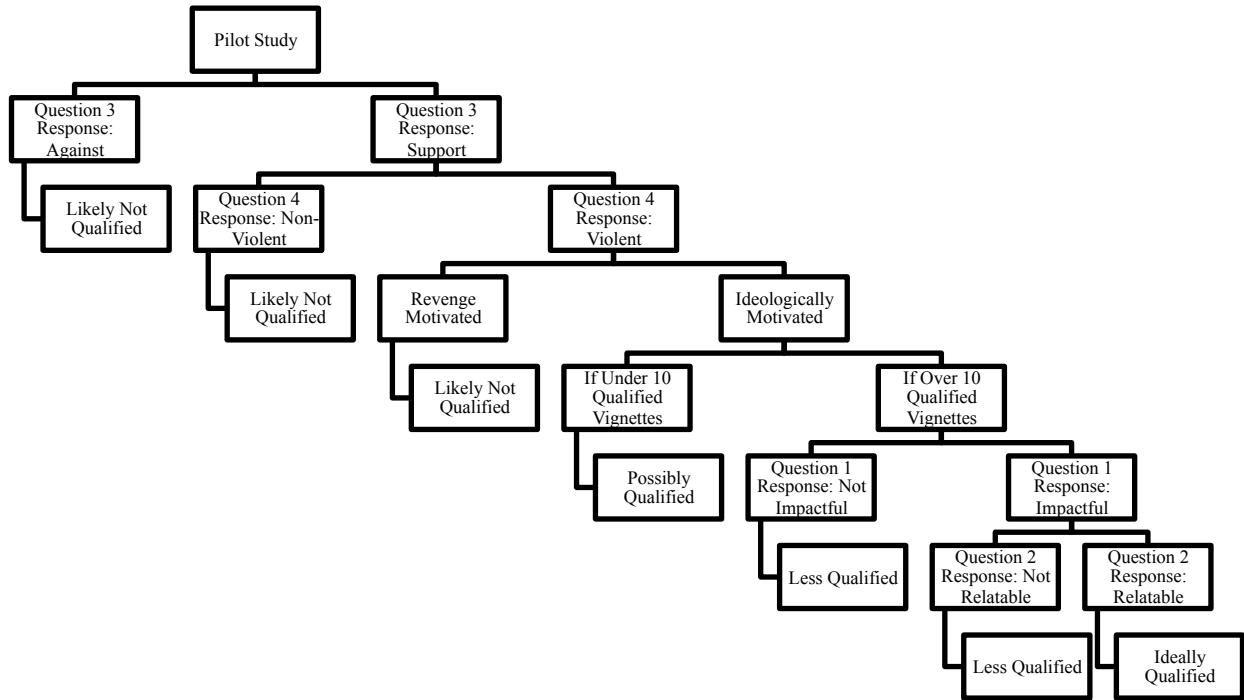 Pilot Study
Question 3
Response:
Against
Question 3
Response:
Support
Likely Not
Qualified
Question 4
Response: Non-
Violent
Question 4
Response:
Violent
Likely Not
Qualified
Revenge
Motivated
Ideologically
Motivated
Likely Not
Qualified
If Under 10
Qualified
Vignettes
If Over 10
Qualified
Vignettes
Possibly
Qualified
Question 1
Response: Not
Impactful
Question 1
Response:
Impactful
Less Qualified
Question 2
Response: Not
Relatable
Question 2
Response:
Relatable
Less Qualified
Ideally
Qualified